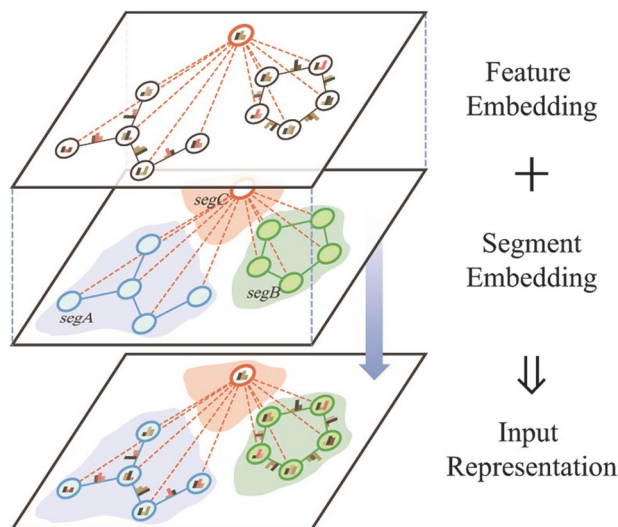 Feature
Embedding
+
segC
Segment
Embedding
segA
segB
⇓
Input
Representation